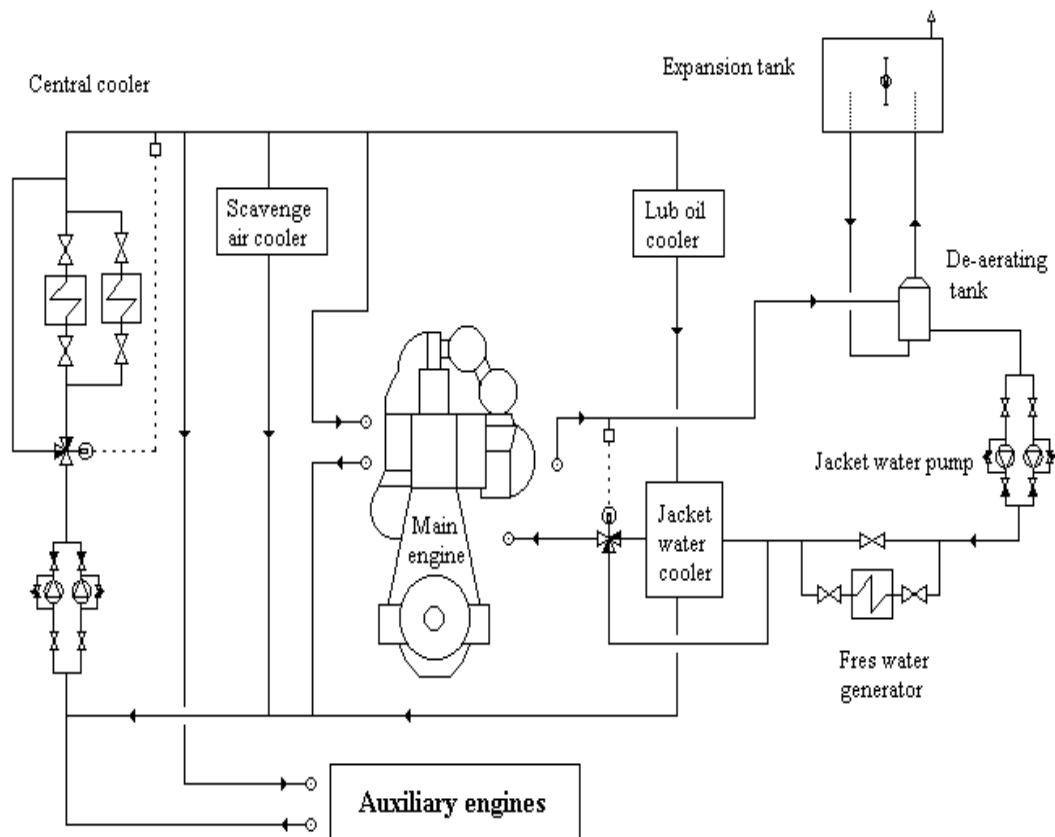 Expansion tank
Central cooler
Scavenge
air cooler
Lub oil
cooler
De-aerating
tank
Jacket water pump
Main
engine
Jacket
water
cooler
Fres water
generator
Auxiliary engines